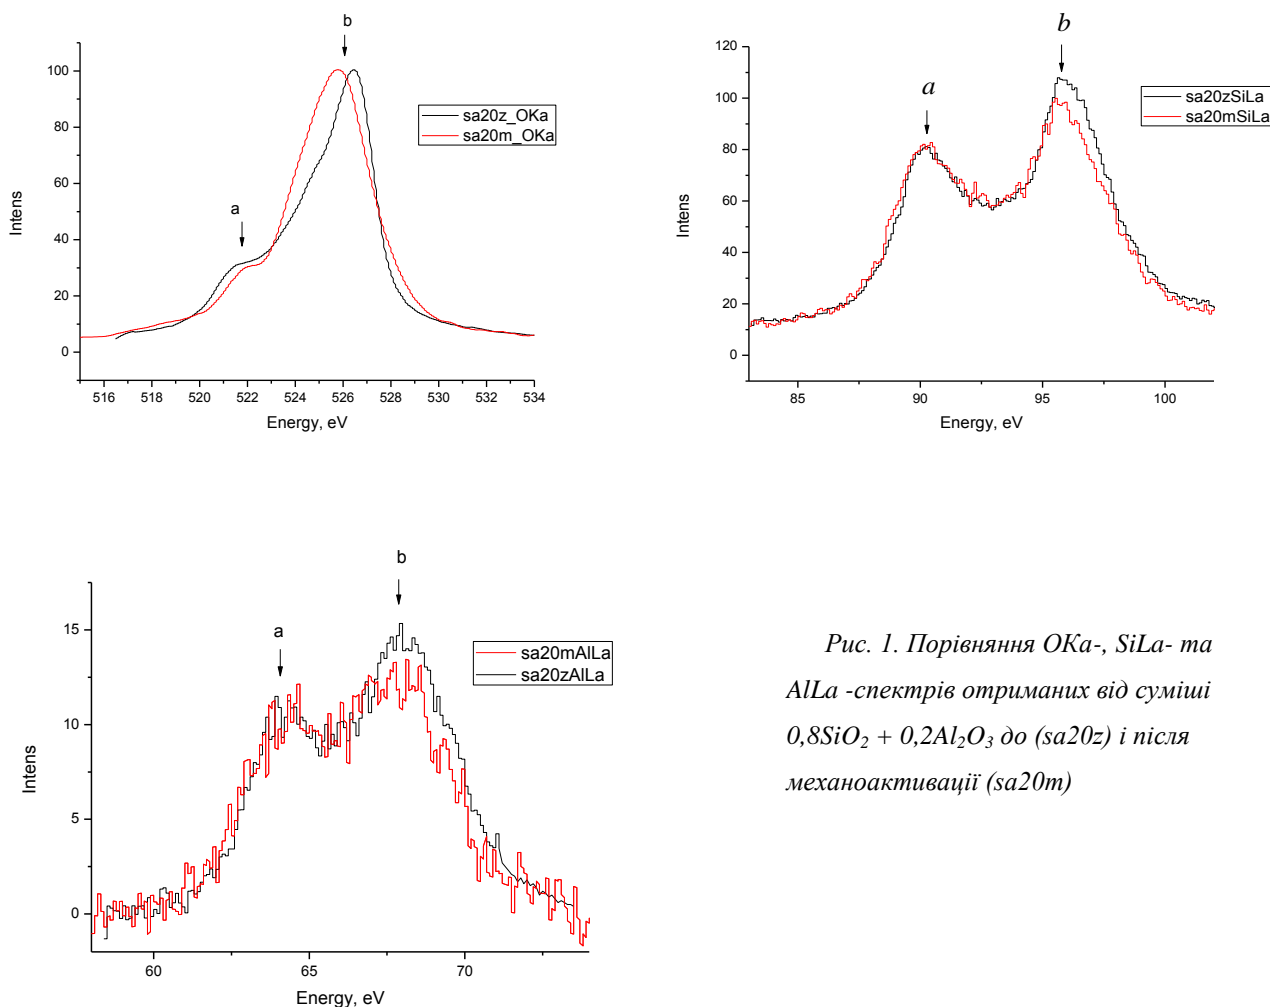 b
a
100
80
60
40
20
0
Intens
516 518 520 522 524 526 528 530 532 534
Energy, eV
sa20z_OKa
sa20m_OKa
b
a
120
100
80
60
40
20
0
Intens
85 90 95 100
Energy, eV
sa20zSiLa
sa20mSiLa
b
a
15
10
5
0
Intens
60 65 70
Energy, eV
sa20mAlLa
sa20zAlLa
Рис. 1. Порівняння OKa-, SiLa- та
AlLa -спектрів отриманих від суміші
0,8SiO₂ + 0,2Al₂O₃ до (sa20z) і після
механоактивації (sa20m)